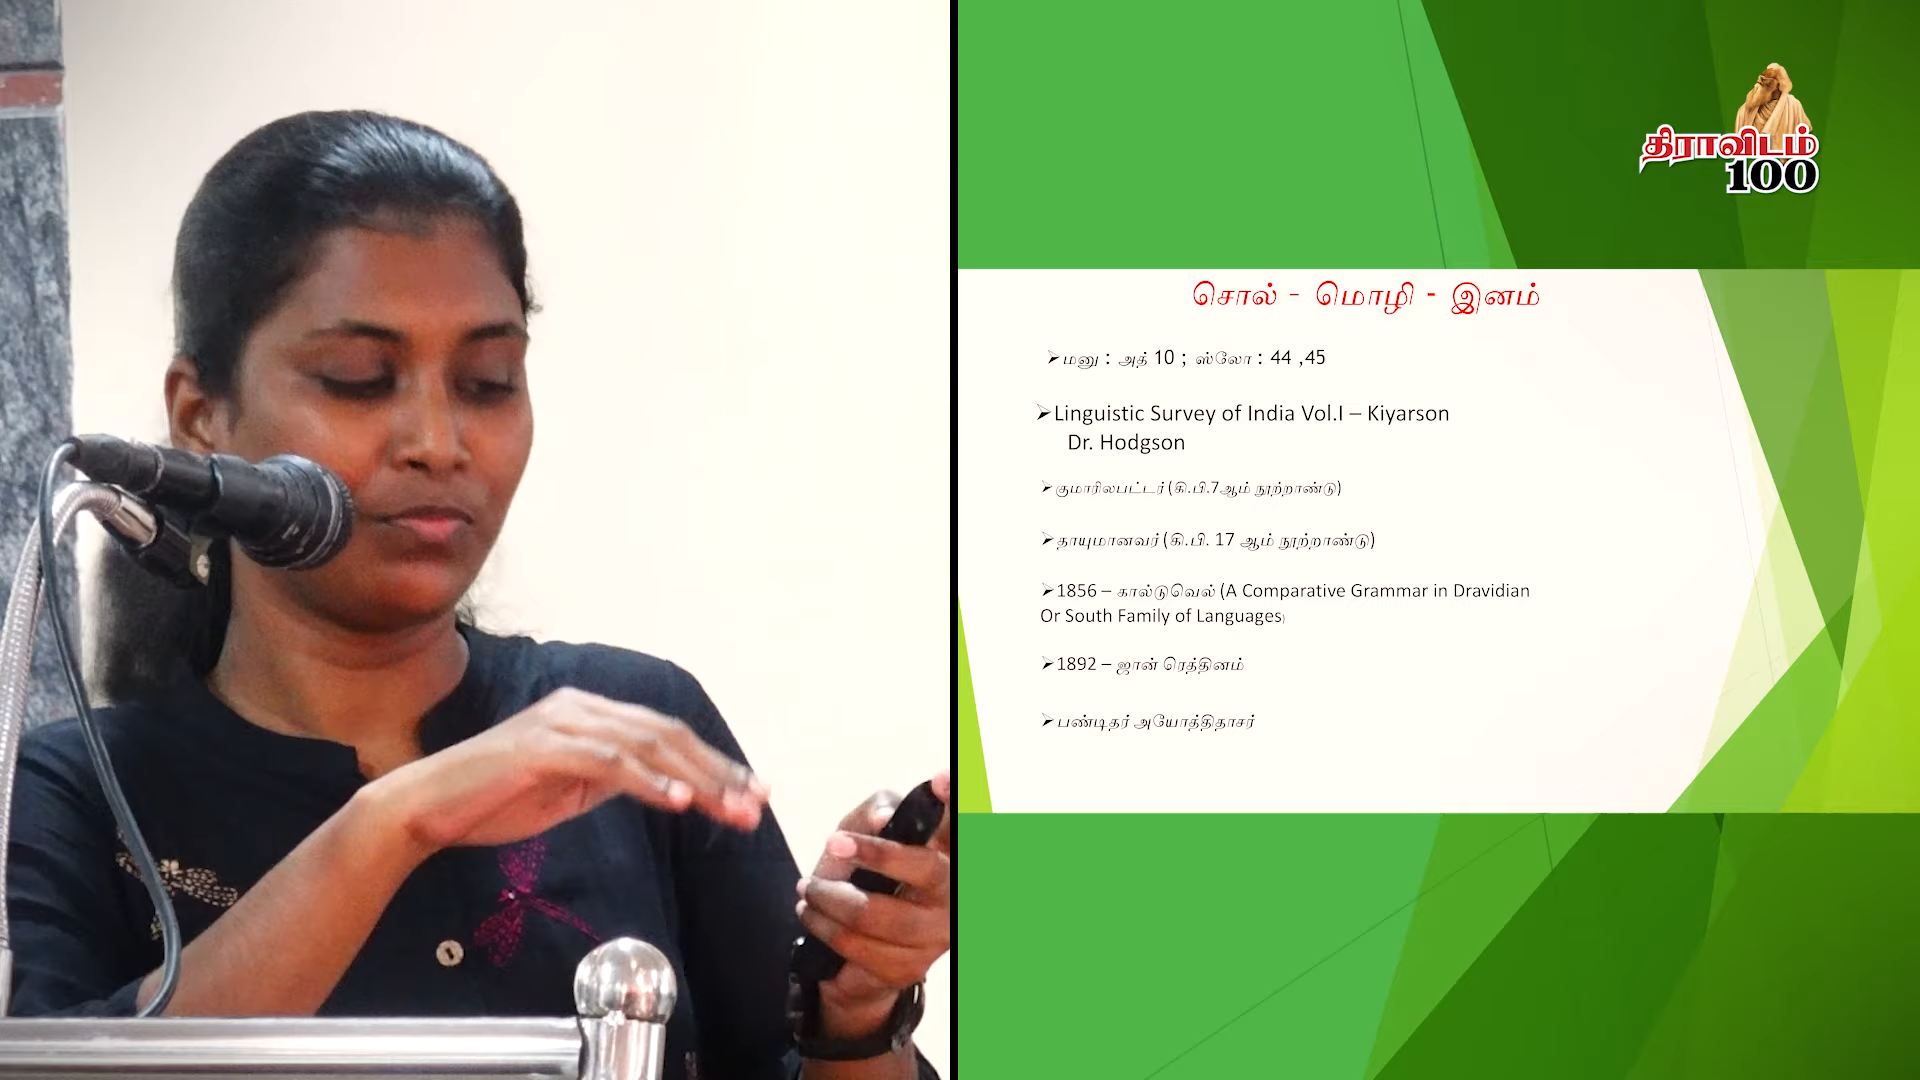 திராவிடம்
100
சொல் - மொழி - இனம்
➢மனு : அத் 10 ; ஸ்லோ : 44 ,45
➢Linguistic Survey of India Vol.I – Kiyarson
Dr. Hodgson
➢குமாரிலபட்டர் (கி.பி.7ஆம் நூற்றாண்டு)
➢தாயுமானவர் (கி.பி. 17 ஆம் நூற்றாண்டு)
➢1856 – கால்டுவெல் (A Comparative Grammar in Dravidian
Or South Family of Languages)
➢1892 – ஜான் ரெத்தினம்
➢பண்டிதர் அயோத்திதாசர்